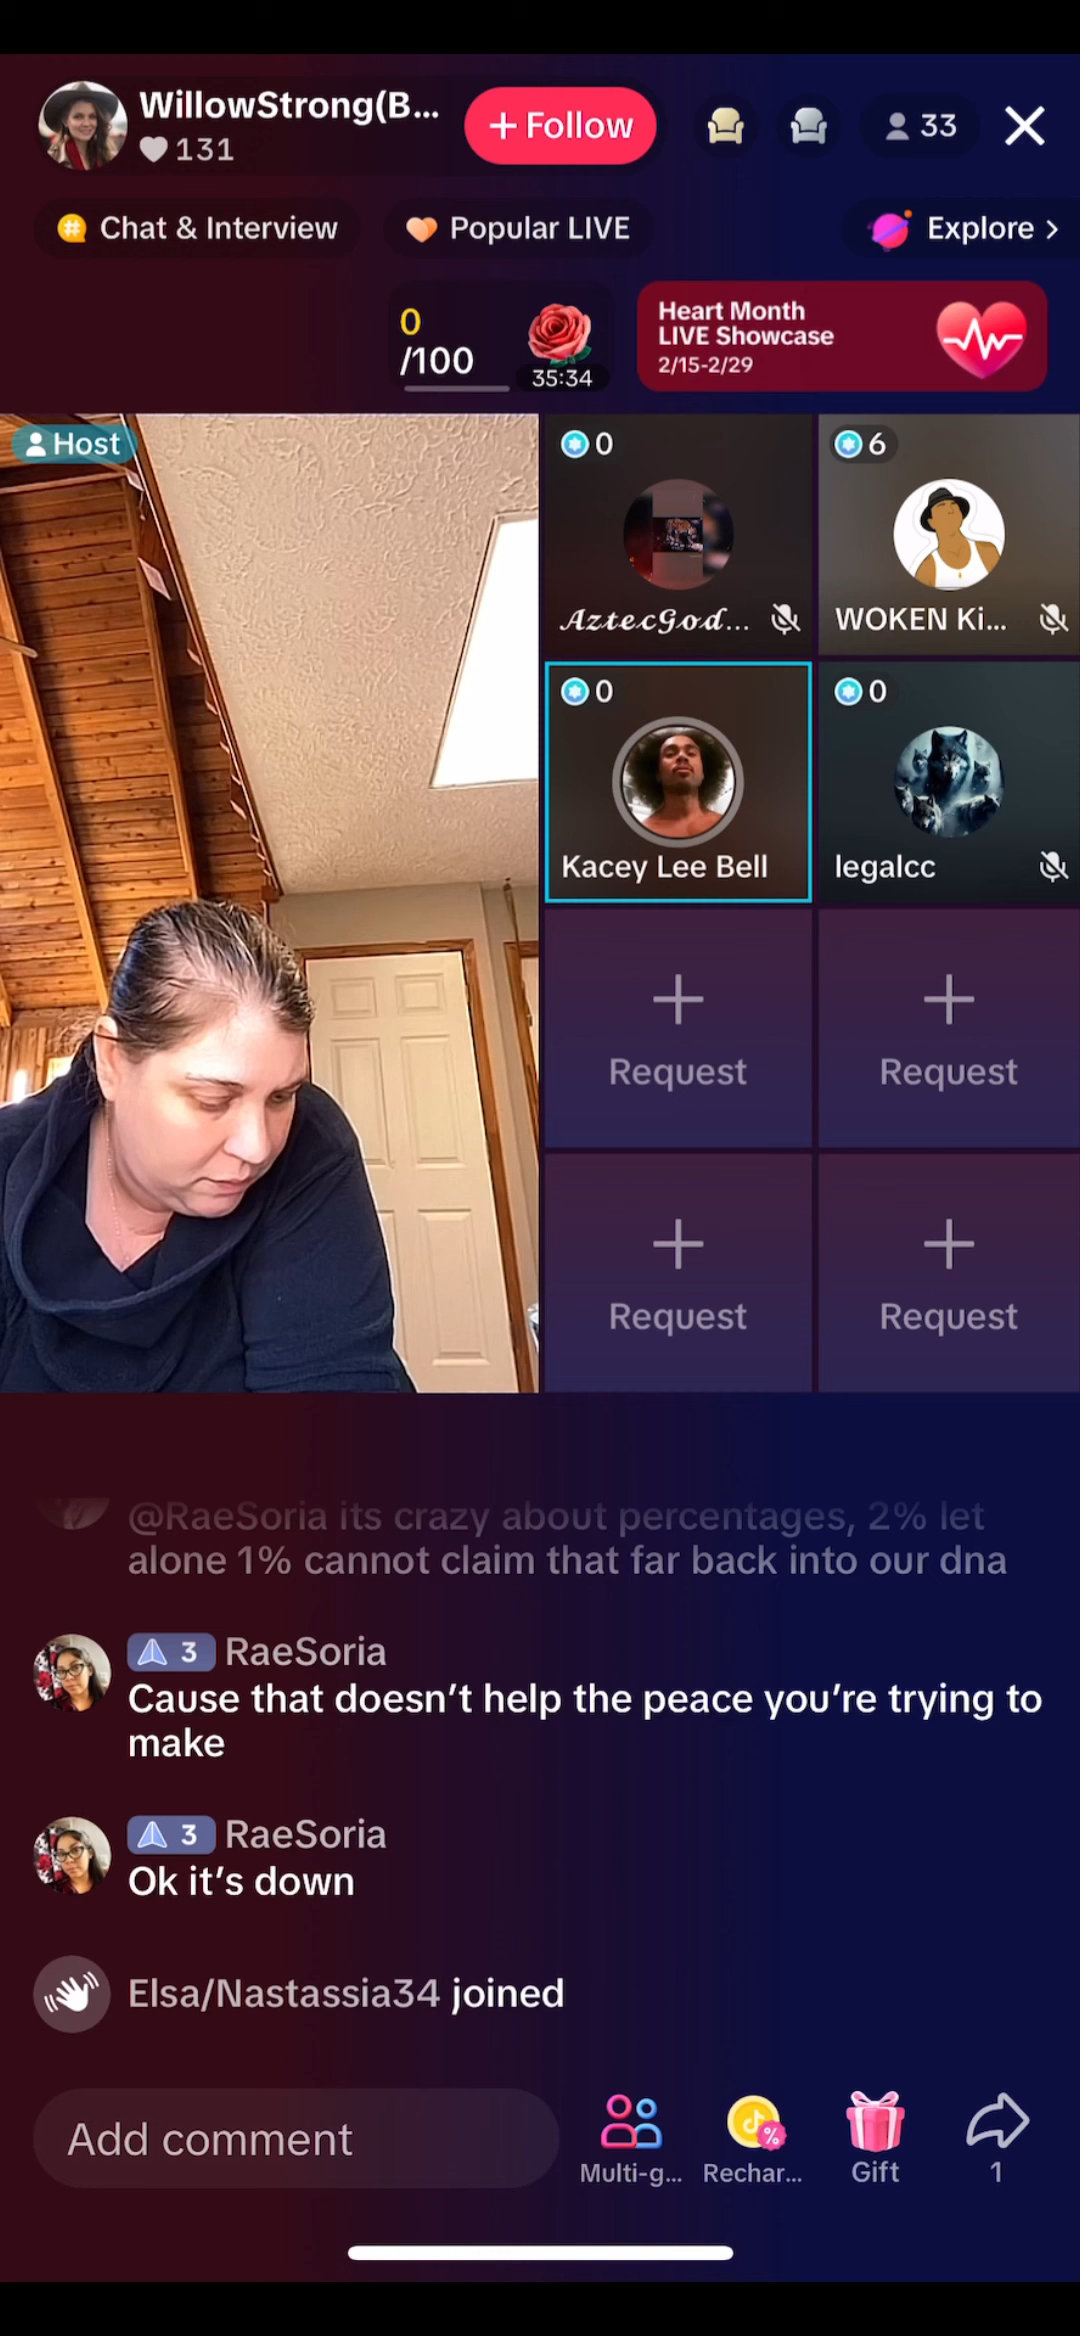 WillowStrong(B...
131
+ Follow
33
Chat & Interview
Popular LIVE
Explore >
0
/100
35:34
Heart Month
LIVE Showcase
2/15-2/29
Host
0
6
𝓐𝔃𝓽𝓮𝓬𝓖𝓸𝓭...
WOKEN Ki...
0
0
Kacey Lee Bell
legalcc
Request
Request
Request
Request
@RaeSoria its crazy about percentages, 2% let
alone 1% cannot claim that far back into our dna
3 RaeSoria
Cause that doesn't help the peace you're trying to
make
3 RaeSoria
Ok it's down
Elsa/Nastassia34 joined
Add comment
Multi-g...
Rechar...
Gift
1